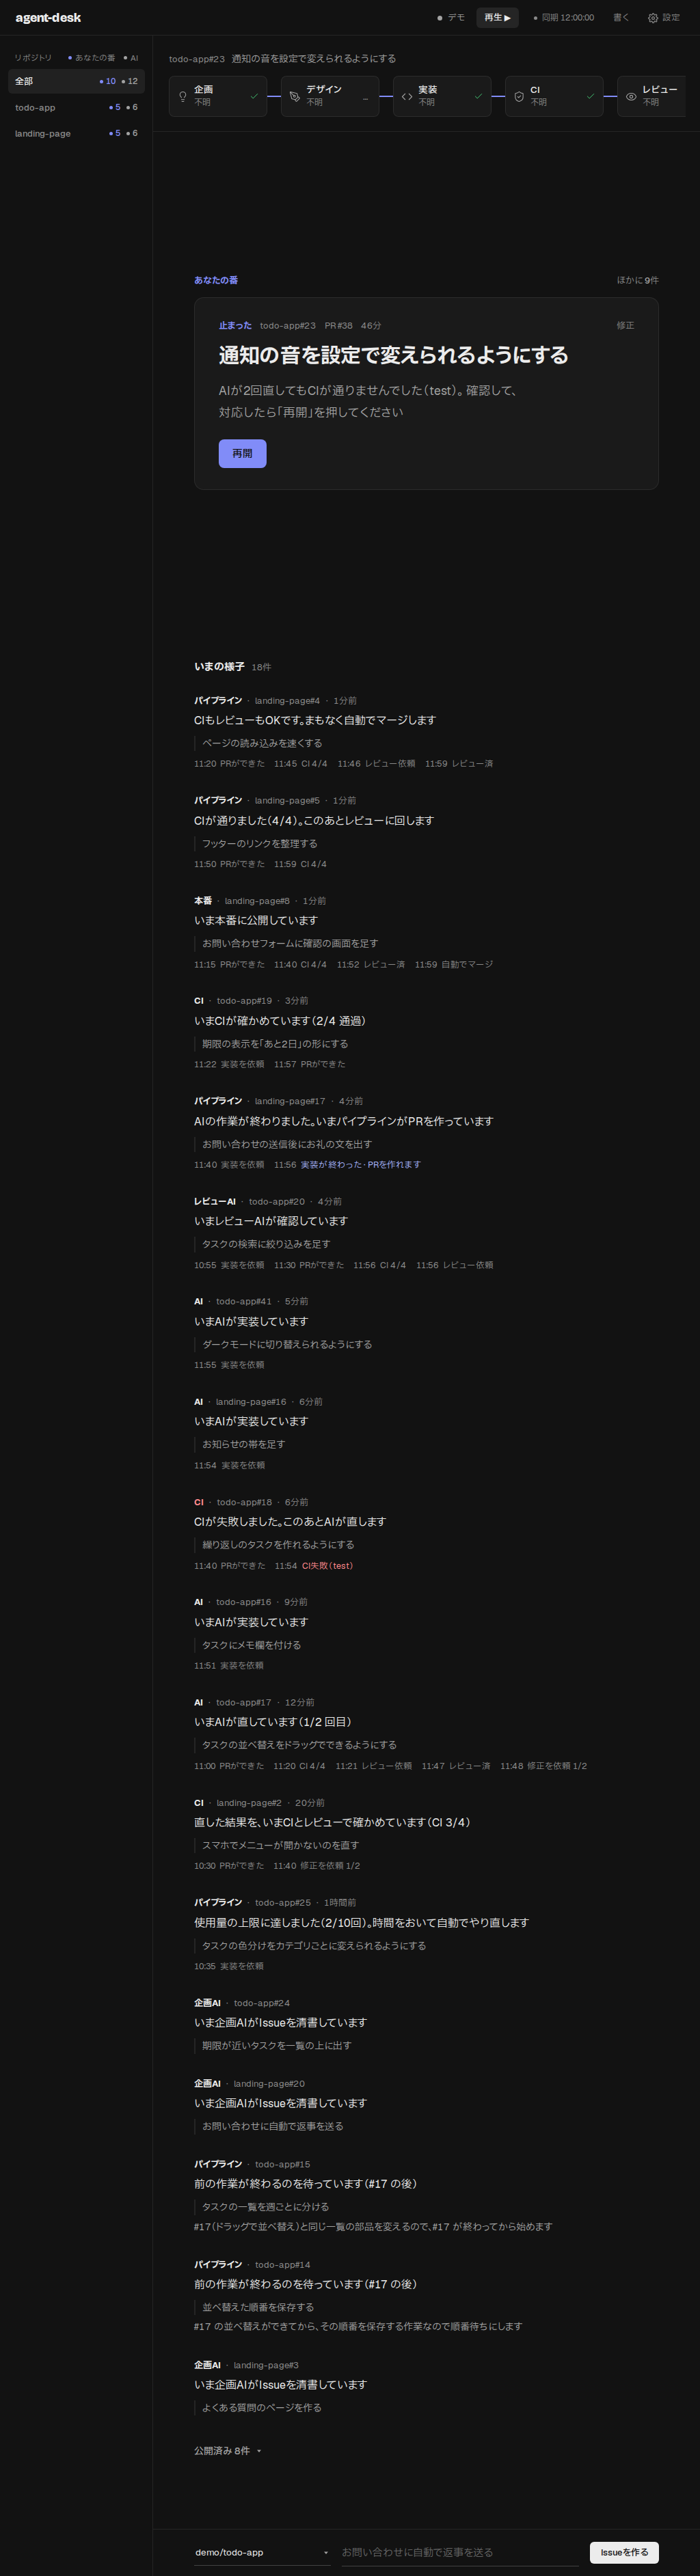 agent-desk
デモ 再生 ▶ 同期 12:00:00 書く 設定
リポジトリ あなたの番 AI
全部 10 12
todo-app 5 6
landing-page 5 6
todo-app#23 通知の音を設定で変えられるようにする
企画 不明
デザイン 不明 –
実装 不明
CI 不明
レビュー 不明
あなたの番 ほかに 9件
止まった todo-app#23 PR #38 46分 修正
通知の音を設定で変えられるようにする
AIが2回直してもCIが通りませんでした（test）。確認して、
対応したら「再開」を押してください
再開
いまの様子 18件
パイプライン · landing-page#4 · 1分前
CIもレビューもOKです。まもなく自動でマージします
ページの読み込みを速くする
11:20 PRができた 11:45 CI 4/4 11:46 レビュー依頼 11:59 レビュー済
パイプライン · landing-page#5 · 1分前
CIが通りました（4/4）。このあとレビューに回します
フッターのリンクを整理する
11:50 PRができた 11:59 CI 4/4
本番 · landing-page#8 · 1分前
いま本番に公開しています
お問い合わせフォームに確認の画面を足す
11:15 PRができた 11:40 CI 4/4 11:52 レビュー済 11:59 自動でマージ
CI · todo-app#19 · 3分前
いまCIが確かめています（2/4 通過）
期限の表示を「あと2日」の形にする
11:22 実装を依頼 11:57 PRができた
パイプライン · landing-page#17 · 4分前
AIの作業が終わりました。いまパイプラインがPRを作っています
お問い合わせの送信後にお礼の文を出す
11:40 実装を依頼 11:56 実装が終わった · PRを作れます
レビューAI · todo-app#20 · 4分前
いまレビューAIが確認しています
タスクの検索に絞り込みを足す
10:55 実装を依頼 11:30 PRができた 11:56 CI 4/4 11:56 レビュー依頼
AI · todo-app#41 · 5分前
いまAIが実装しています
ダークモードに切り替えられるようにする
11:55 実装を依頼
AI · landing-page#16 · 6分前
いまAIが実装しています
お知らせの帯を足す
11:54 実装を依頼
CI · todo-app#18 · 6分前
CIが失敗しました。このあとAIが直します
繰り返しのタスクを作れるようにする
11:40 PRができた 11:54 CI失敗（test）
AI · todo-app#16 · 9分前
いまAIが実装しています
タスクにメモ欄を付ける
11:51 実装を依頼
AI · todo-app#17 · 12分前
いまAIが直しています（1/2 回目）
タスクの並べ替えをドラッグでできるようにする
11:00 PRができた 11:20 CI 4/4 11:21 レビュー依頼 11:47 レビュー済 11:48 修正を依頼 1/2
CI · landing-page#2 · 20分前
直した結果を、いまCIとレビューで確かめています（CI 3/4）
スマホでメニューが開かないのを直す
10:30 PRができた 11:40 修正を依頼 1/2
パイプライン · todo-app#25 · 1時間前
使用量の上限に達しました（2/10回）。時間をおいて自動でやり直します
タスクの色分けをカテゴリごとに変えられるようにする
10:35 実装を依頼
企画AI · todo-app#24
いま企画AIがIssueを清書しています
期限が近いタスクを一覧の上に出す
企画AI · landing-page#20
いま企画AIがIssueを清書しています
お問い合わせに自動で返事を送る
パイプライン · todo-app#15
前の作業が終わるのを待っています（#17 の後）
タスクの一覧を週ごとに分ける
#17（ドラッグで並べ替え）と同じ一覧の部品を変えるので、#17 が終わってから始めます
パイプライン · todo-app#14
前の作業が終わるのを待っています（#17 の後）
並べ替えた順番を保存する
#17 の並べ替えができてから、その順番を保存する作業なので順番待ちにします
企画AI · landing-page#3
いま企画AIがIssueを清書しています
よくある質問のページを作る
公開済み 8件
demo/todo-app お問い合わせに自動で返事を送る Issueを作る